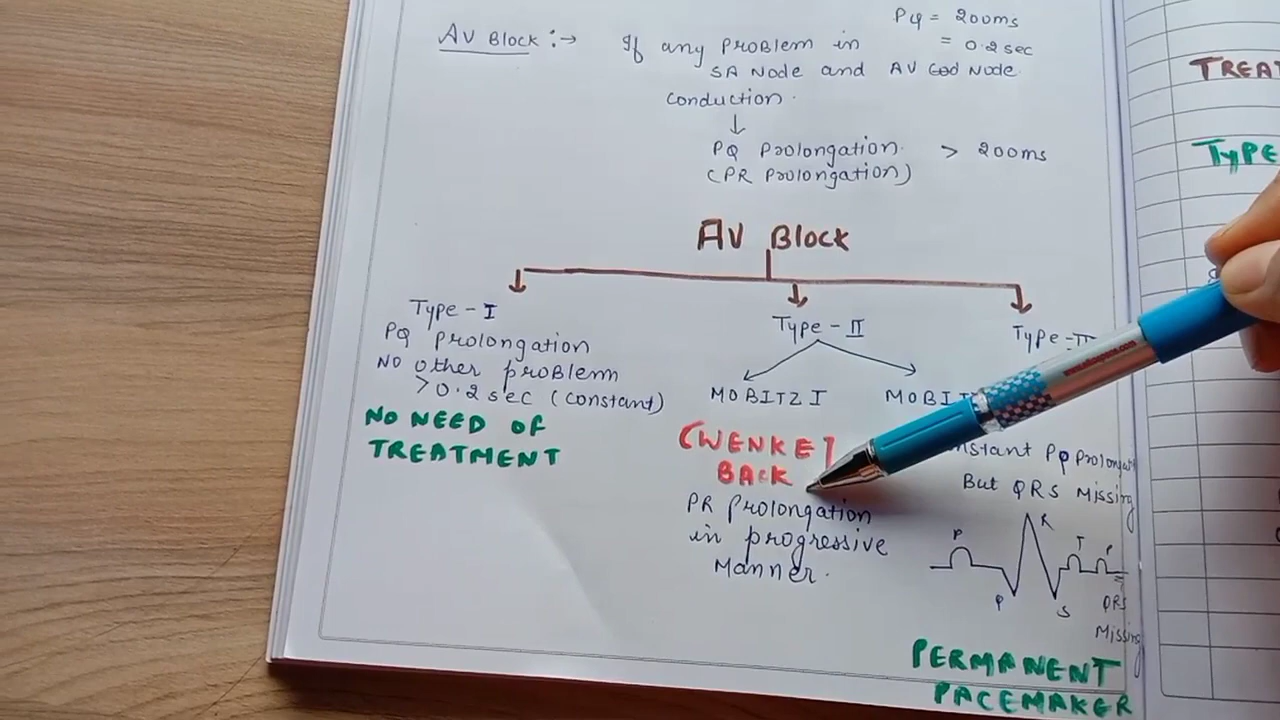 PQ = 200ms
= 0.2 sec
AV Block :→ If any problem in
SA Node and AV Node
conduction.
↓
PQ Prolongation > 200ms
(PR Prolongation)
AV Block
Type - I
PQ Prolongation
NO other problem
> 0.2 sec (constant)
NO NEED OF
TREATMENT
Type - II
MOBITZ I
MOBIT
(WENKE
BACK
PR Prolongation
in progressive
Manner.
Type -
PQ Prolongat
But QRS Missing
P
R
T
P
Q
S
QRS
Missing
PERMANENT
PACEMAKER
TREAT
TYPE